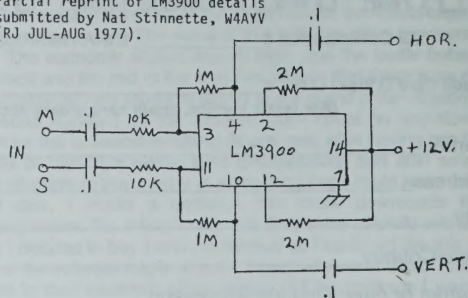 Partial reprint of LM3900 details
submitted by Nat Stinnette, W4AYV
(RJ JUL-AUG 1977).
.1
HOR.
1M
2M
M
.1
10K
3
4
2
LM3900
14
+12V.
IN
S
.1
10K
11
10
12
7
1M
2M
VERT.
.1